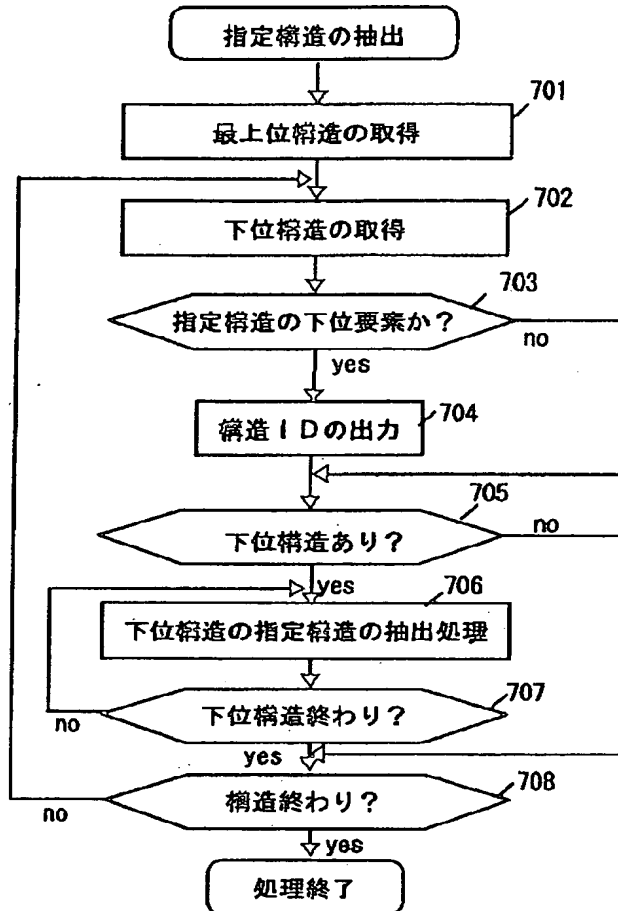 指定構造の抽出
701
最上位構造の取得
702
下位構造の取得
703
指定構造の下位要素か？
no
yes
704
構造ＩＤの出力
705
下位構造あり？
no
yes
706
下位構造の指定構造の抽出処理
707
下位構造終わり？
no
yes
708
構造終わり？
no
yes
処理終了